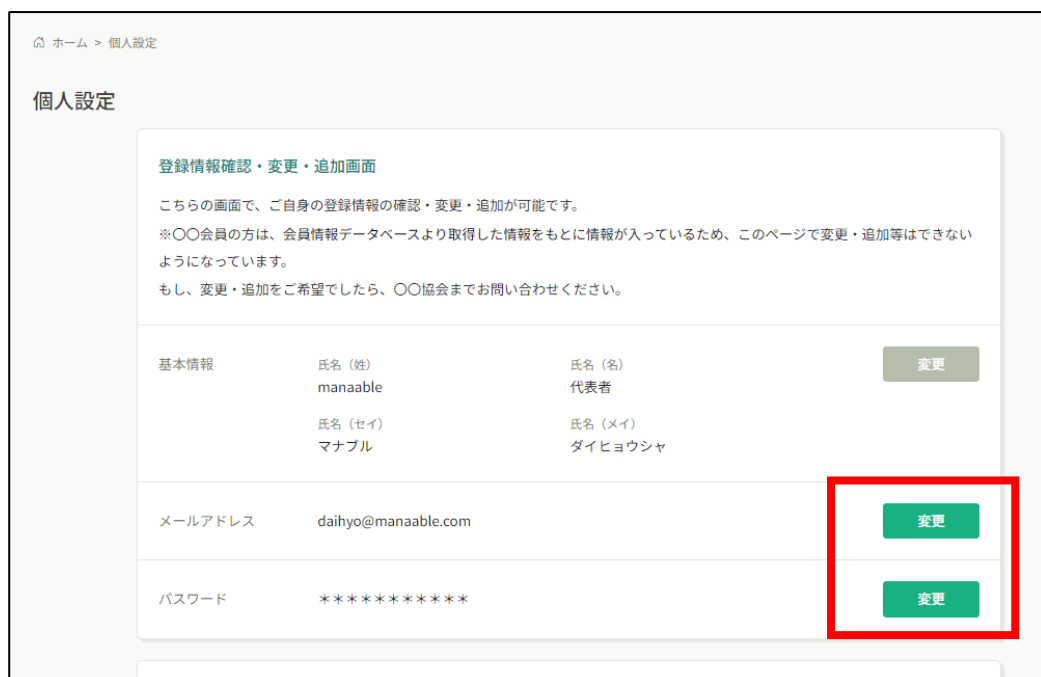 ホーム > 個人設定
個人設定
登録情報確認・変更・追加画面
こちらの画面で、ご自身の登録情報の確認・変更・追加が可能です。
※〇〇会員の方は、会員情報データベースより取得した情報をもとに情報が入っているため、このページで変更・追加等はできない
ようになっています。
もし、変更・追加をご希望でしたら、〇〇協会までお問い合わせください。
基本情報
氏名（姓）
manaable
氏名（名）
代表者
変更
氏名（セイ）
マナブル
氏名（メイ）
ダイヒョウシャ
メールアドレス
daihyo@manaable.com
変更
パスワード
＊＊＊＊＊＊＊＊＊＊＊
変更